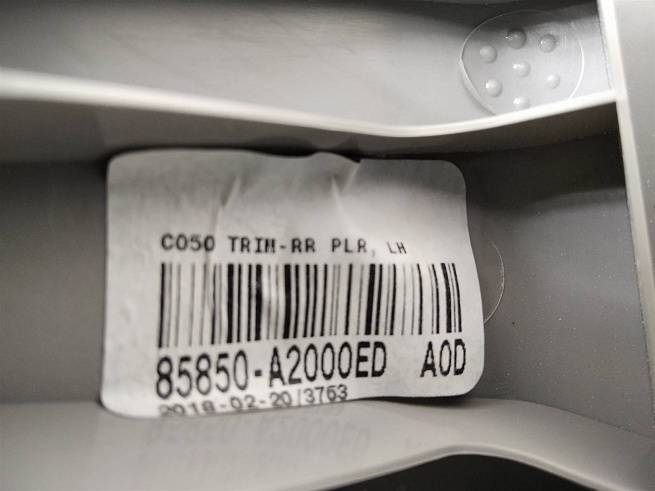 C050 TRIM-RR PLR, LH
85850-A2000ED A0D
2018-02-20/3763